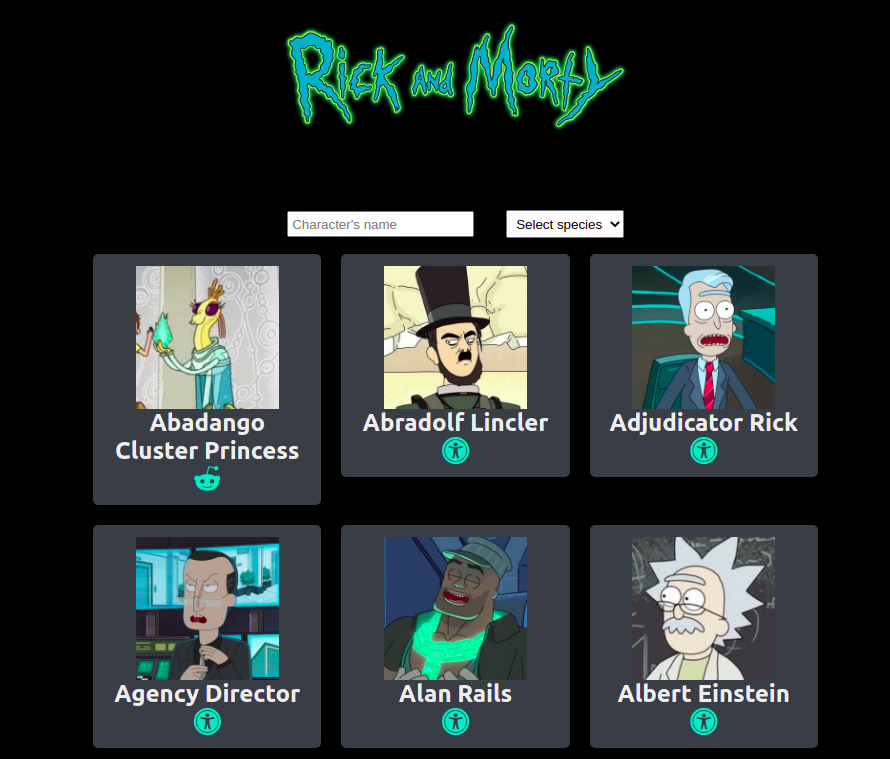 Rick and Morty
Character's name
Select species
Abadango
Cluster Princess
Abradolf Lincler
Adjudicator Rick
Agency Director
Alan Rails
Albert Einstein